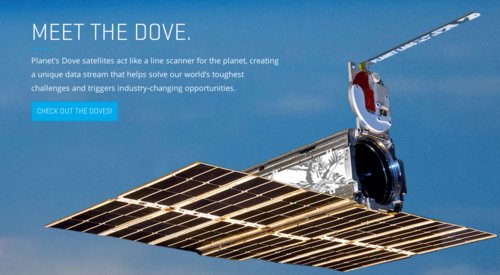 MEET THE DOVE.
Planet's Dove satellites act like a line scanner for the planet, creating
a unique data stream that helps solve our world's toughest
challenges and triggers industry-changing opportunities.
CHECK OUT THE DOVES!